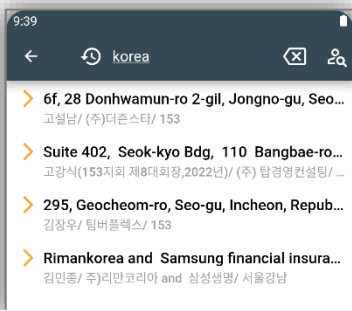 9:39
korea
6f, 28 Donhwamun-ro 2-gil, Jongno-gu, Seo...
고설남/ (주)더즌스타/ 153
Suite 402, Seok-kyo Bdg, 110 Bangbae-ro...
고강식(153지회 제8대회장,2022년)/ (주) 탑경영컨설팅/ ...
295, Geocheom-ro, Seo-gu, Incheon, Repub...
김장우/ 팀버플렉스/ 153
Rimankorea and Samsung financial insura...
김민종/ 주)리만코리아 and 삼성생명/ 서울강남